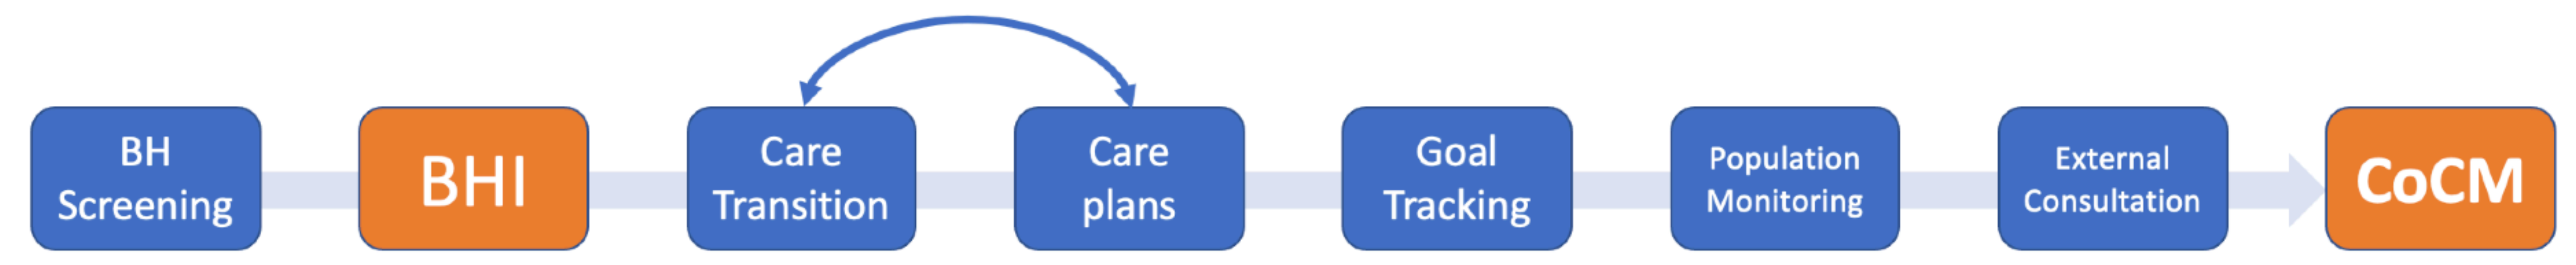 BH
Screening
BHI
Care
Transition
Care
plans
Goal
Tracking
Population
Monitoring
External
Consultation
CoCM